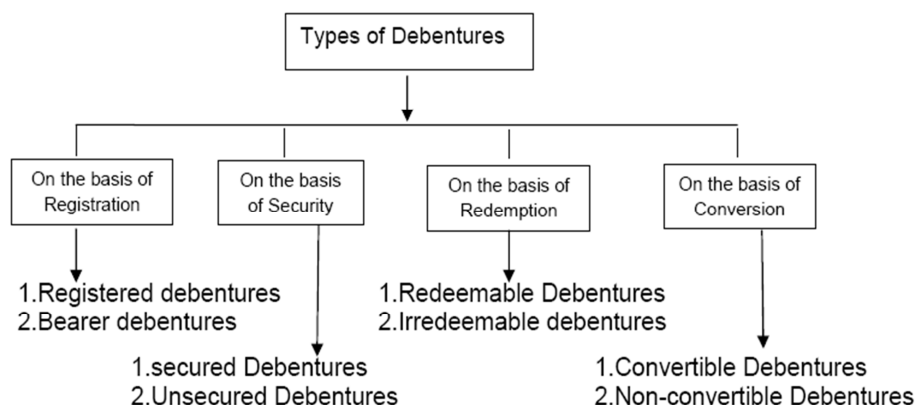 Types of Debentures
On the basis of
Registration
On the basis
of Security
On the basis of
Redemption
On the basis of
Conversion
1.Registered debentures
2.Bearer debentures
1.secured Debentures
2.Unsecured Debentures
1.Redeemable Debentures
2.Irredeemable debentures
1.Convertible Debentures
2.Non-convertible Debentures